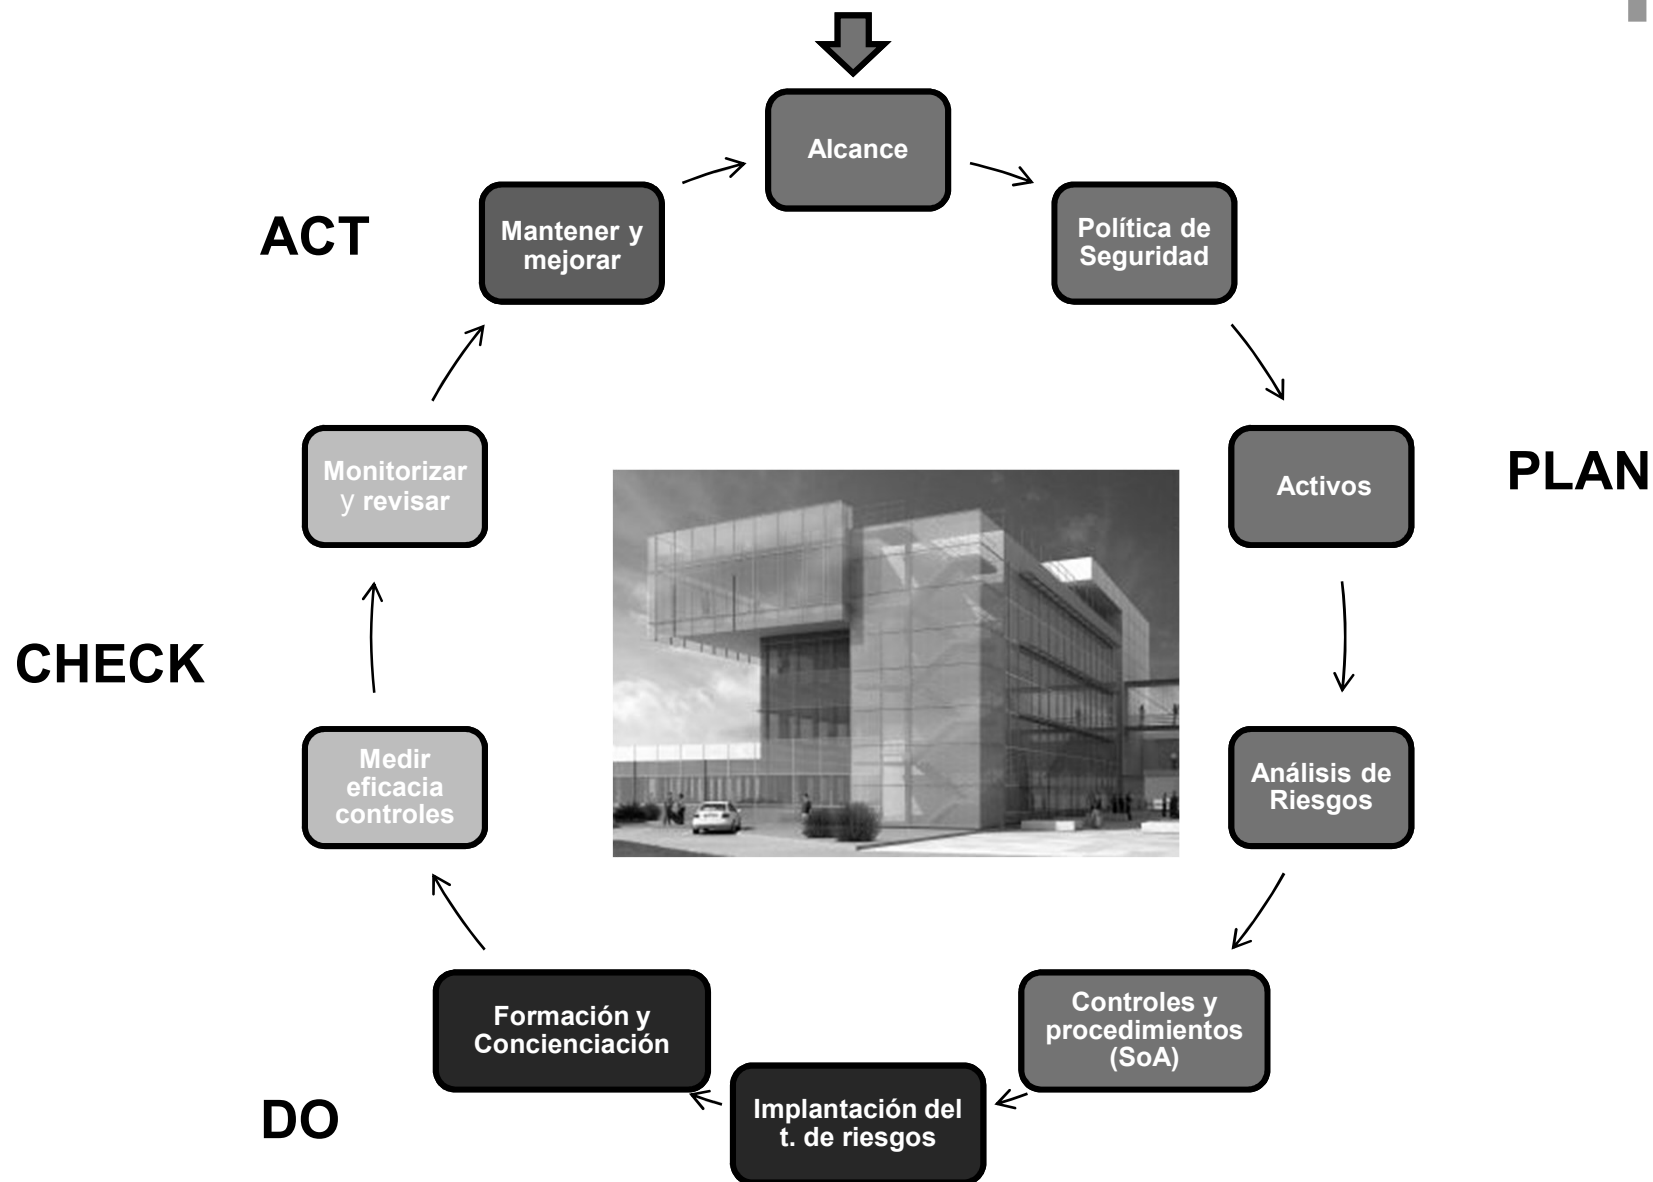 Alcance
Política de
Seguridad
Activos
PLAN
Análisis de
Riesgos
Controles y
procedimientos
(SoA)
Implantación del
t. de riesgos
DO
Formación y
Concienciación
Medir
eficacia
controles
CHECK
Monitorizar
y revisar
ACT
Mantener y
mejorar